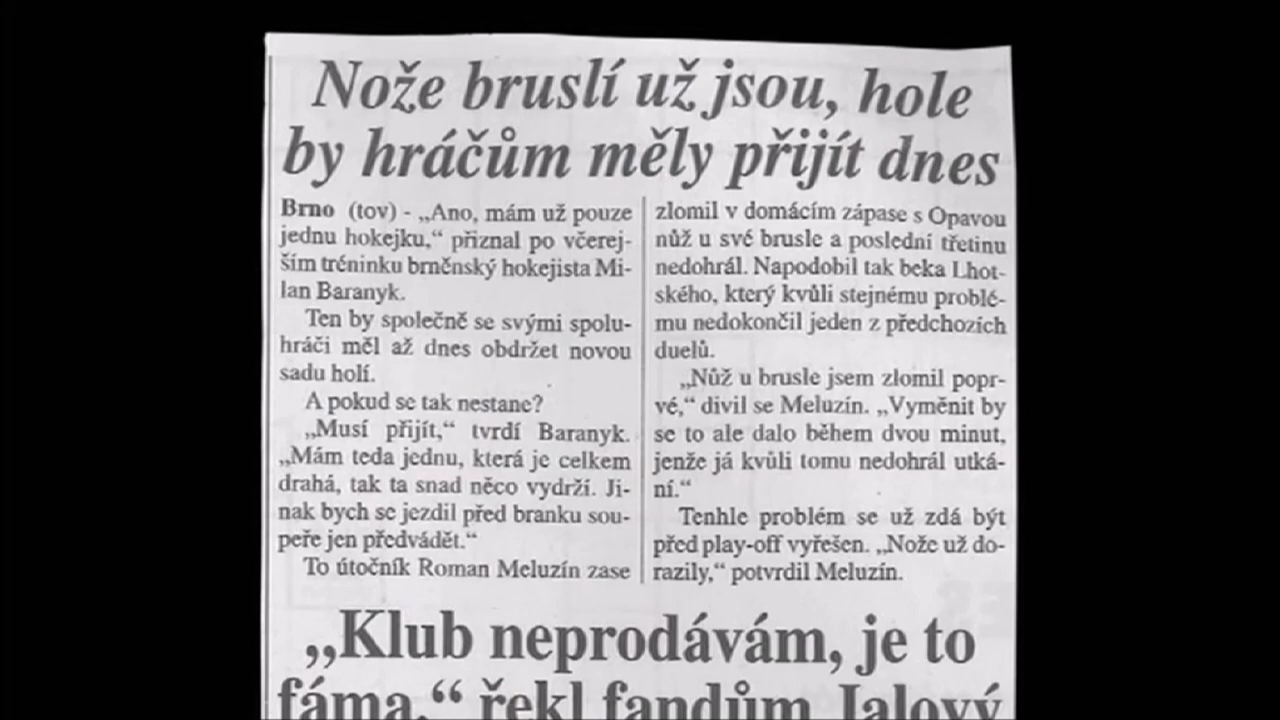 Nože bruslí už jsou, hole
by hráčům měly přijít dnes
Brno (tov) - „Ano, mám už pouze
jednu hokejku,“ přiznal po včerej-
ším tréninku brněnský hokejista Mi-
lan Baranyk.
Ten by společně se svými spolu-
hráči měl až dnes obdržet novou
sadu holí.
A pokud se tak nestane?
„Musí přijít,“ tvrdí Baranyk.
„Mám teda jednu, která je celkem
drahá, tak ta snad něco vydrží. Ji-
nak bych se jezdil před branku sou-
peře jen předvádět.“
To útočník Roman Meluzín zase
zlomil v domácím zápase s Opavou
nůž u své brusle a poslední třetinu
nedohrál. Napodobil tak beka Lhot-
ského, který kvůli stejnému problé-
mu nedokončil jeden z předchozích
duelů.
„Nůž u brusle jsem zlomil popr-
vé,“ divil se Meluzín. „Vyměnit by
se to ale dalo během dvou minut,
jenže já kvůli tomu nedohrál utká-
ní.“
Tenhle problém se už zdá být
před play-off vyřešen. „Nože už do-
razily,“ potvrdil Meluzín.
„Klub neprodávám, je to
fáma,“ řekl fandům Jalový